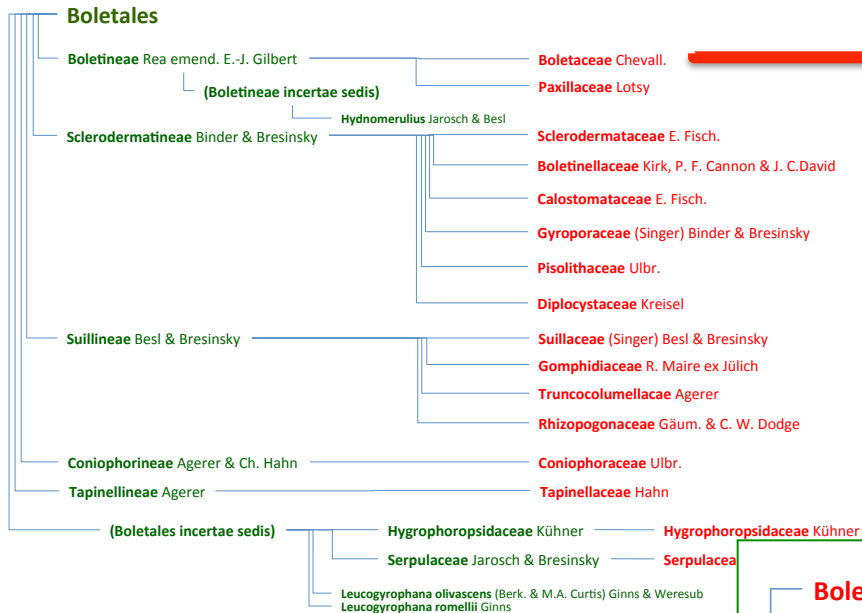 Boletales
Boletineae Rea emend. E.-J. Gilbert
Boletaceae Chevall.
Paxillaceae Lotsy
(Boletineae incertae sedis)
Hydnomerulius Jarosch & Besl
Sclerodermatineae Binder & Bresinsky
Sclerodermataceae E. Fisch.
Boletinellaceae Kirk, P. F. Cannon & J. C.David
Calostomataceae E. Fisch.
Gyroporaceae (Singer) Binder & Bresinsky
Pisolithaceae Ulbr.
Diplocystaceae Kreisel
Suillineae Besl & Bresinsky
Suillaceae (Singer) Besl & Bresinsky
Gomphidiaceae R. Maire ex Jülich
Truncocolumellacae Agerer
Rhizopogonaceae Gäum. & C. W. Dodge
Coniophorineae Agerer & Ch. Hahn
Coniophoraceae Ulbr.
Tapinellineae Agerer
Tapinellaceae Hahn
(Boletales incertae sedis)
Hygrophoropsidaceae Kühner
Hygrophoropsidaceae Kühner
Serpulaceae Jarosch & Bresinsky
Serpulacea
Leucogyrophana olivascens (Berk. & M.A. Curtis) Ginns & Weresub
Leucogyrophana romellii Ginns
Bole